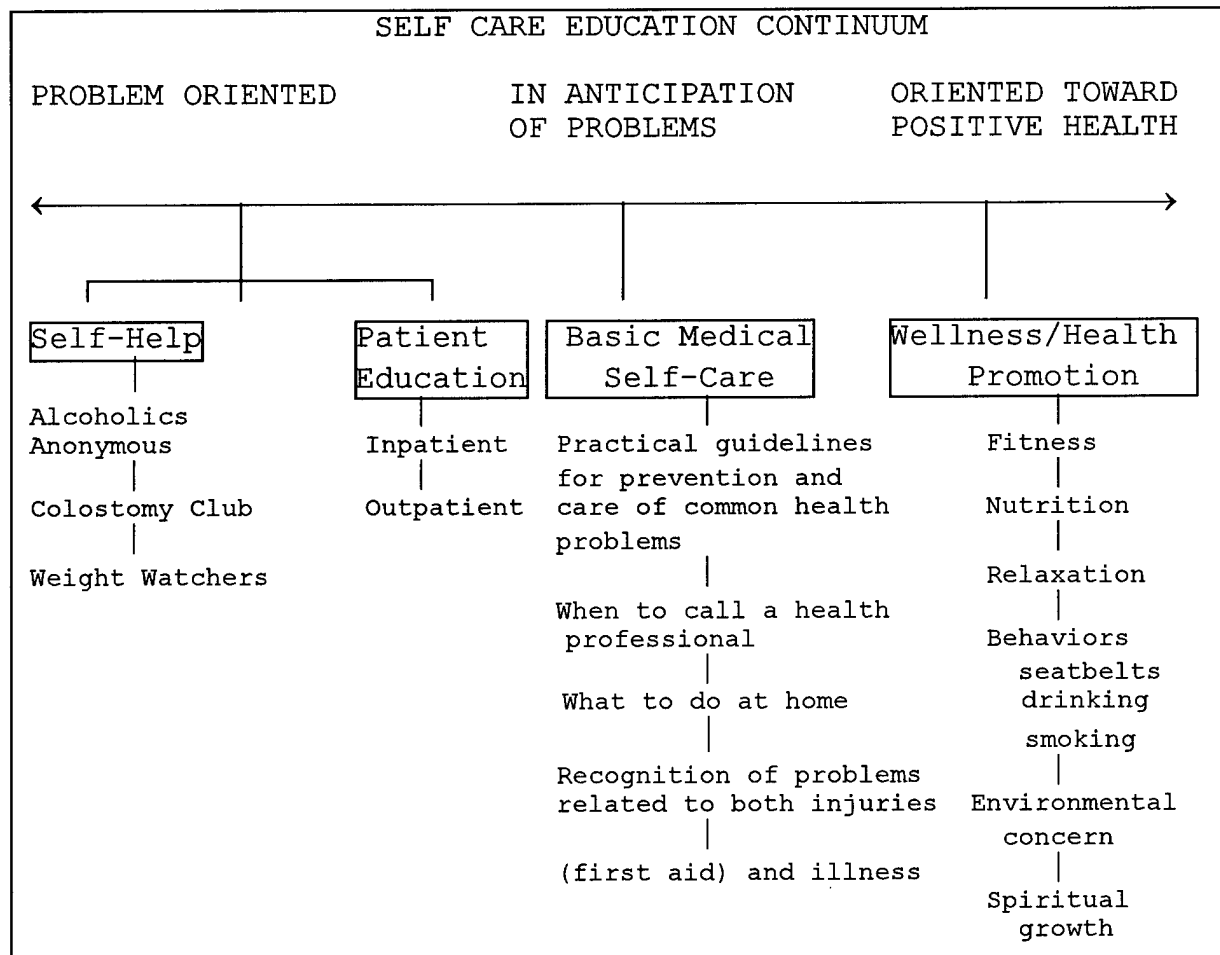 SELF CARE EDUCATION CONTINUUM
PROBLEM ORIENTED
IN ANTICIPATION
OF PROBLEMS
ORIENTED TOWARD
POSITIVE HEALTH
Self-Help
Alcoholics
Anonymous
Colostomy Club
Weight Watchers
Patient
Education
Inpatient
Outpatient
Basic Medical
Self-Care
Practical guidelines
for prevention and
care of common health
problems
When to call a health
professional
What to do at home
Recognition of problems
related to both injuries
(first aid) and illness
Wellness/Health
Promotion
Fitness
Nutrition
Relaxation
Behaviors
seatbelts
drinking
smoking
Environmental
concern
Spiritual
growth